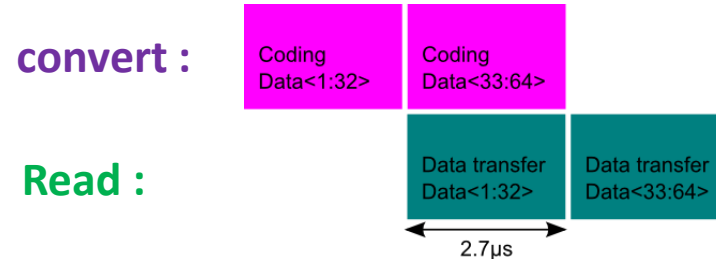 convert :
Coding
Data<1:32>
Coding
Data<33:64>
Read :
Data transfer
Data<1:32>
Data transfer
Data<33:64>
2.7µs